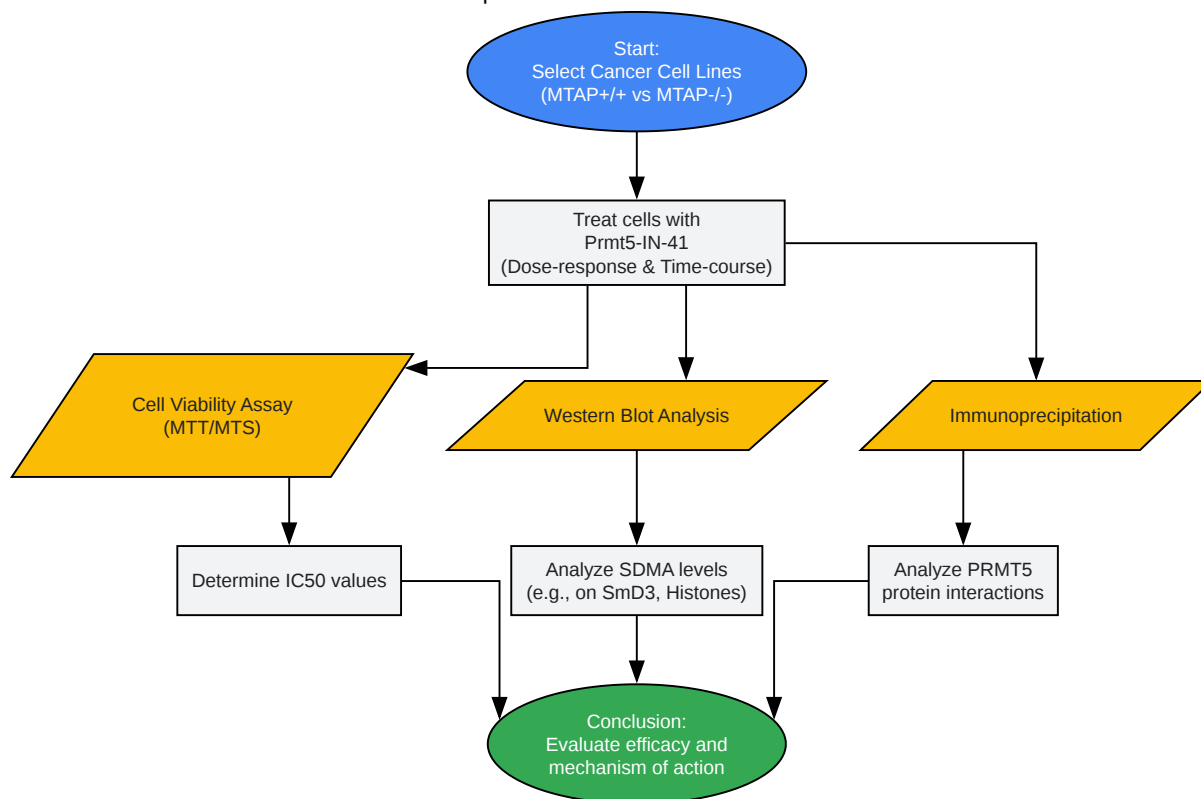 Start:
Select Cancer Cell Lines
(MTAP+/+ vs MTAP-/-)
Treat cells with
Prmt5-IN-41
(Dose-response & Time-course)
Cell Viability Assay
(MTT/MTS)
Western Blot Analysis
Immunoprecipitation
Determine IC50 values
Analyze SDMA levels
(e.g., on SmD3, Histones)
Analyze PRMT5
protein interactions
Conclusion:
Evaluate efficacy and
mechanism of action